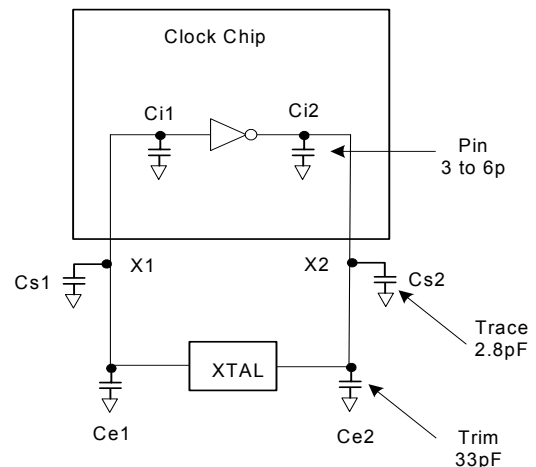 Clock Chip
Ci1
Ci2
Pin
3 to 6p
X1
X2
Cs1
Cs2
Trace
2.8pF
XTAL
Ce1
Ce2
Trim
33pF